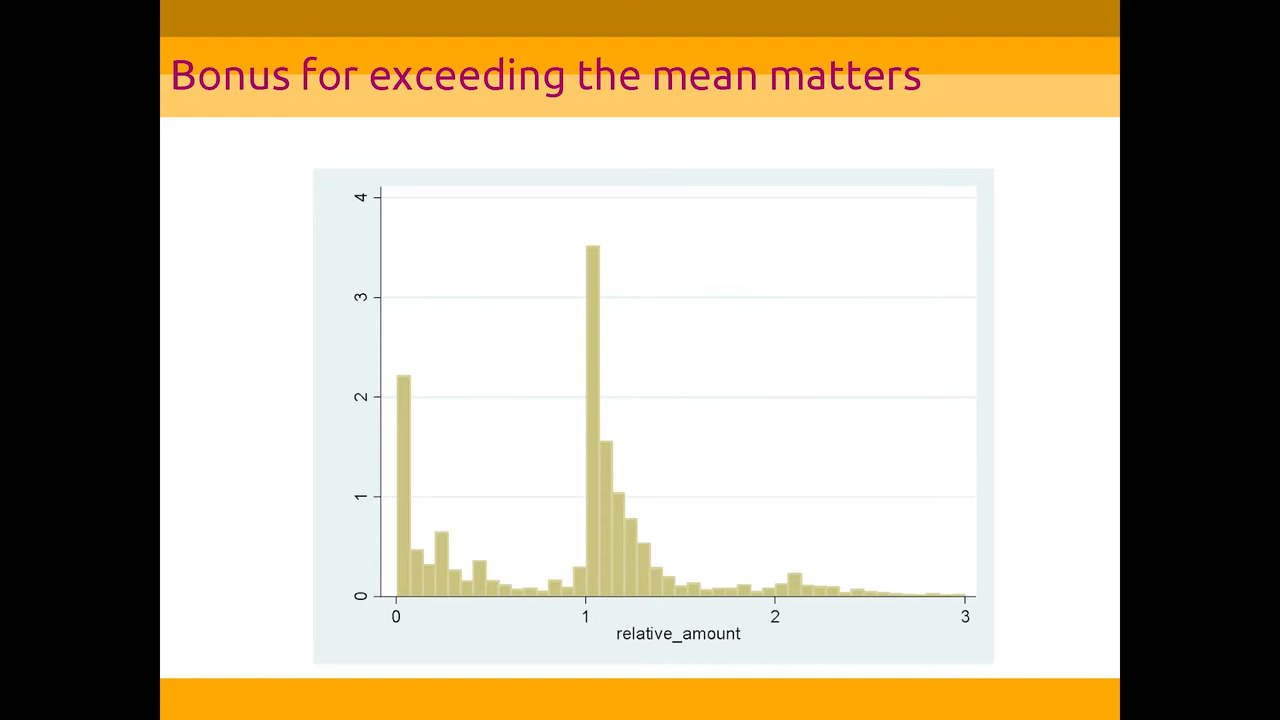 Bonus for exceeding the mean matters
4
3
2
1
0
0 1 2 3
relative_amount